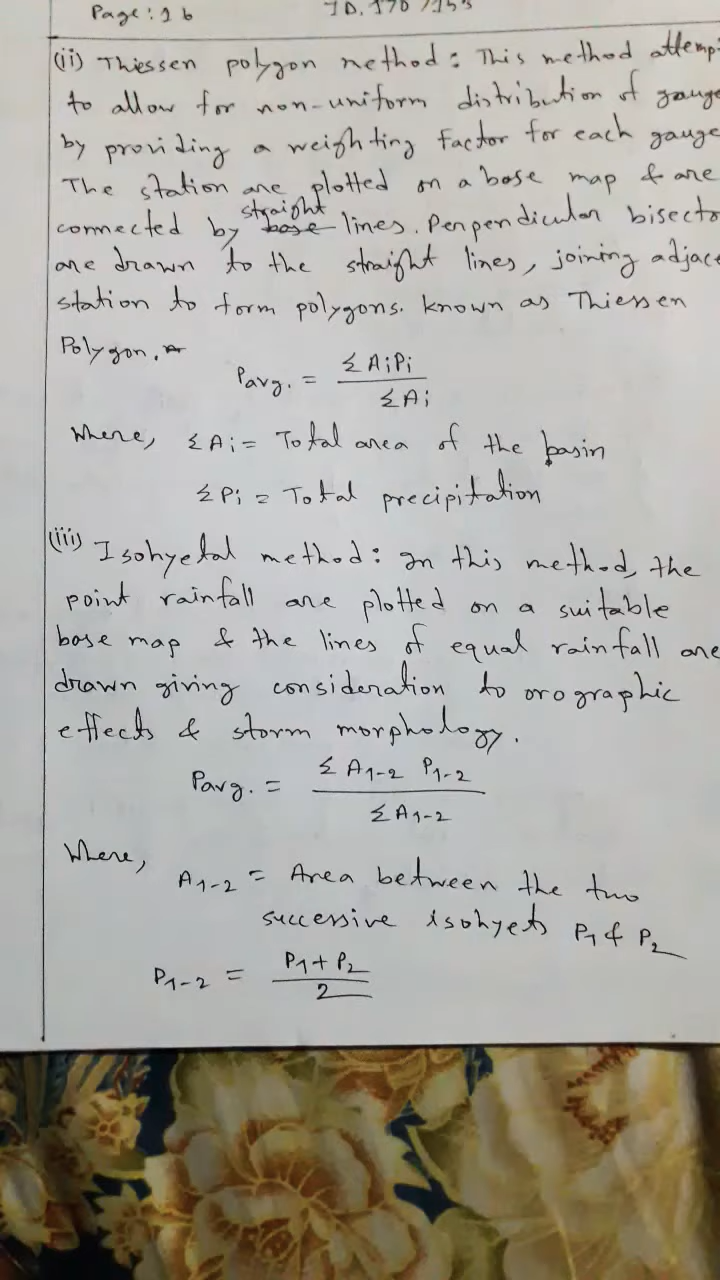 Page: 16
ID. 170 /153
(ii) Thiessen polygon method: This method attemp
to allow for non-uniform distribution of gauge
by providing a weighting factor for each gauge
The station are plotted on a base map & are
connected by straight lines. Perpendicular bisecto
are drawn to the straight lines, joining adjace
station to form polygons. known as Thiessen
Polygon.
Pavg. = ΣAiPi / ΣAi
Where, ΣAi = Total area of the basin
ΣPi = Total precipitation
(iii) Isohyetal method: In this method, the
point rainfall are plotted on a suitable
base map & the lines of equal rainfall are
drawn giving consideration to orographic
effects & storm morphology.
Pavg. = Σ A1-2 P1-2 / ΣA1-2
Where,
A1-2 = Area between the two
successive isohyets P1 & P2
P1-2 = P1+P2 / 2